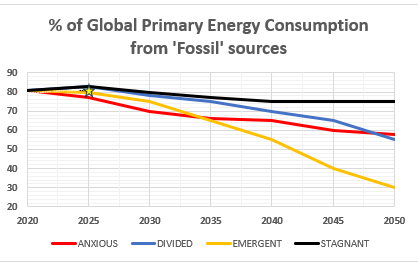 % of Global Primary Energy Consumption
from 'Fossil' sources
90
80
70
60
50
40
30
20
2020 2025 2030 2035 2040 2045 2050
ANXIOUS DIVIDED EMERGENT STAGNANT